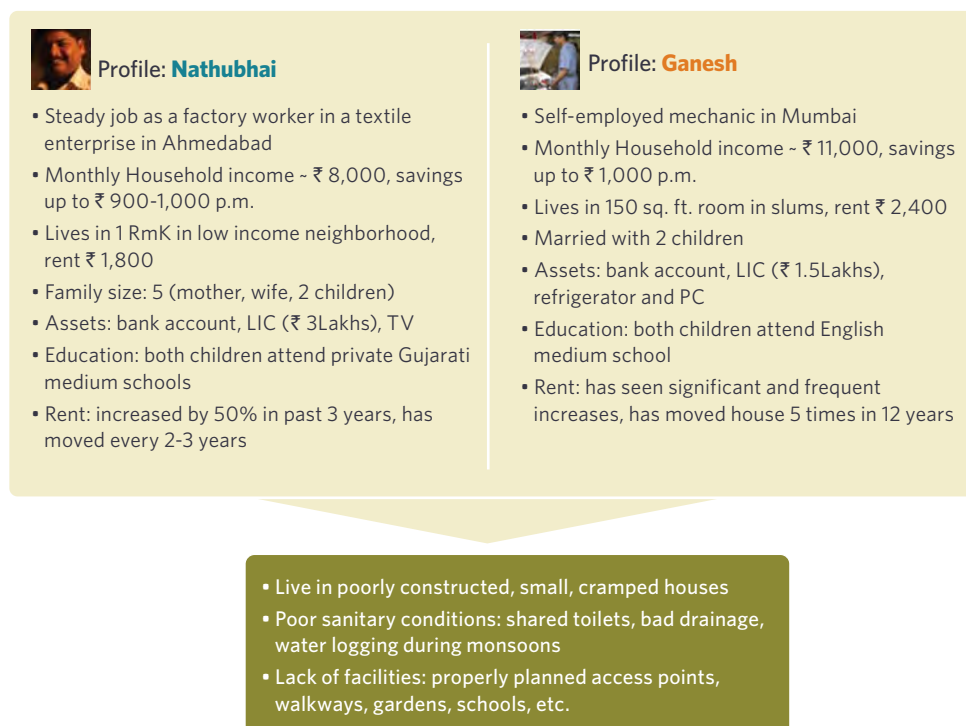 Profile: Nathubhai
• Steady job as a factory worker in a textile
enterprise in Ahmedabad
• Monthly Household income ~ ₹ 8,000, savings
up to ₹ 900-1,000 p.m.
• Lives in 1 RmK in low income neighborhood,
rent ₹ 1,800
• Family size: 5 (mother, wife, 2 children)
• Assets: bank account, LIC (₹ 3Lakhs), TV
• Education: both children attend private Gujarati
medium schools
• Rent: increased by 50% in past 3 years, has
moved every 2-3 years
Profile: Ganesh
• Self-employed mechanic in Mumbai
• Monthly Household income ~ ₹ 11,000, savings
up to ₹ 1,000 p.m.
• Lives in 150 sq. ft. room in slums, rent ₹ 2,400
• Married with 2 children
• Assets: bank account, LIC (₹ 1.5Lakhs),
refrigerator and PC
• Education: both children attend English
medium school
• Rent: has seen significant and frequent
increases, has moved house 5 times in 12 years
• Live in poorly constructed, small, cramped houses
• Poor sanitary conditions: shared toilets, bad drainage,
water logging during monsoons
• Lack of facilities: properly planned access points,
walkways, gardens, schools, etc.